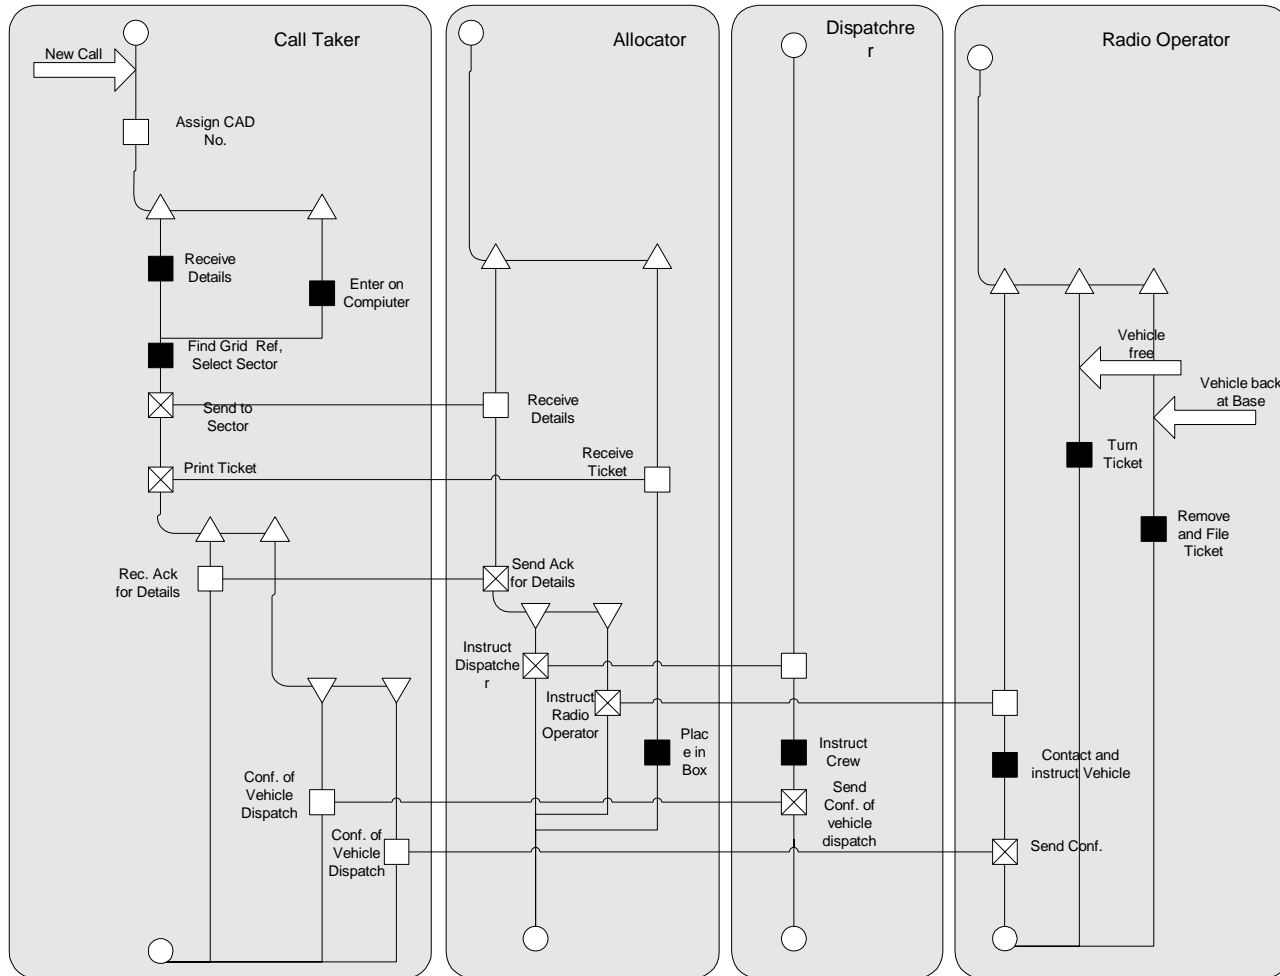 Call Taker
Allocator
Dispatchre
r
Radio Operator
New Call
Assign CAD
No.
Receive
Details
Enter on
Compiuter
Find Grid Ref,
Select Sector
Send to
Sector
Print Ticket
Rec. Ack
for Details
Conf. of
Vehicle
Dispatch
Conf. of
Vehicle
Dispatch
Receive
Details
Receive
Ticket
Send Ack
for Details
Instruct
Dispatche
r
Instruct
Radio
Operator
Plac
e in
Box
Instruct
Crew
Send
Conf. of
vehicle
dispatch
Vehicle
free
Vehicle back
at Base
Turn
Ticket
Remove
and File
Ticket
Contact and
instruct Vehicle
Send Conf.